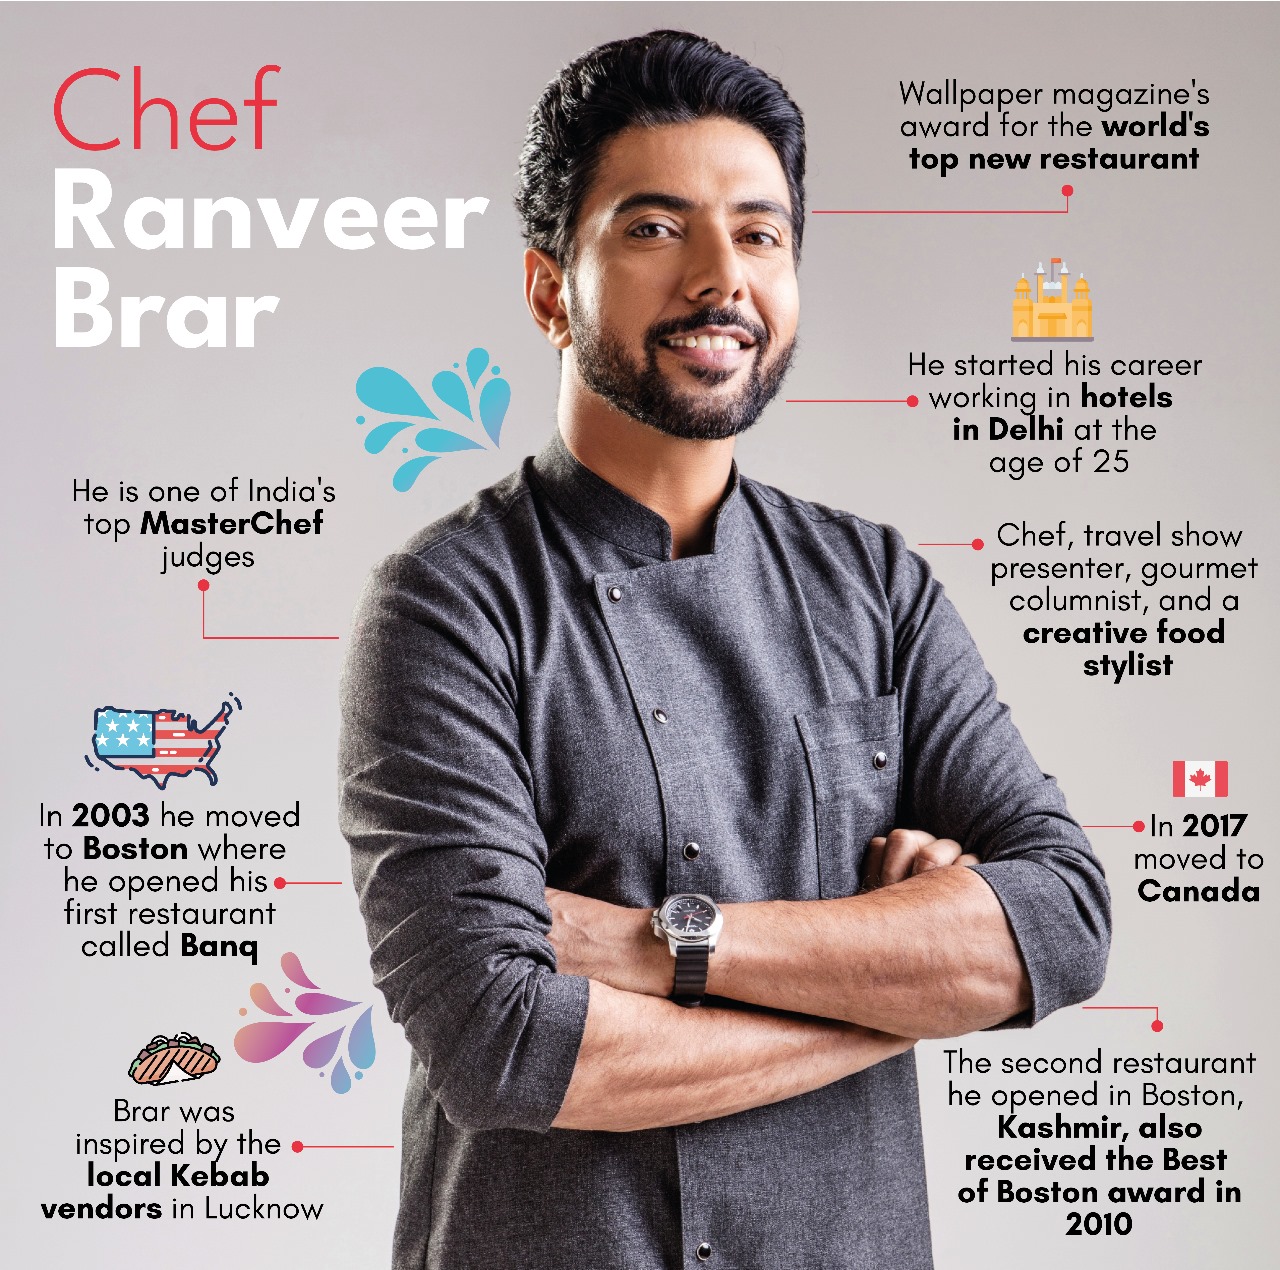 Chef
Ranveer
Brar
Wallpaper magazine's
award for the world's
top new restaurant
He started his career
working in hotels
in Delhi at the
age of 25
He is one of India's
top MasterChef
judges
Chef, travel show
presenter, gourmet
columnist, and a
creative food
stylist
In 2003 he moved
to Boston where
he opened his
first restaurant
called Banq
In 2017
moved to
Canada
Brar was
inspired by the
local Kebab
vendors in Lucknow
The second restaurant
he opened in Boston,
Kashmir, also
received the Best
of Boston award in
2010